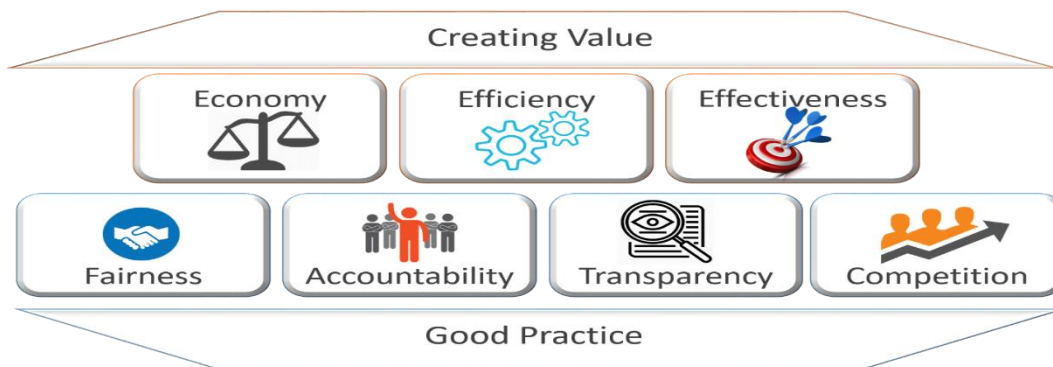 Creating Value
Economy
Efficiency
Effectiveness
Fairness
Accountability
Transparency
Competition
Good Practice